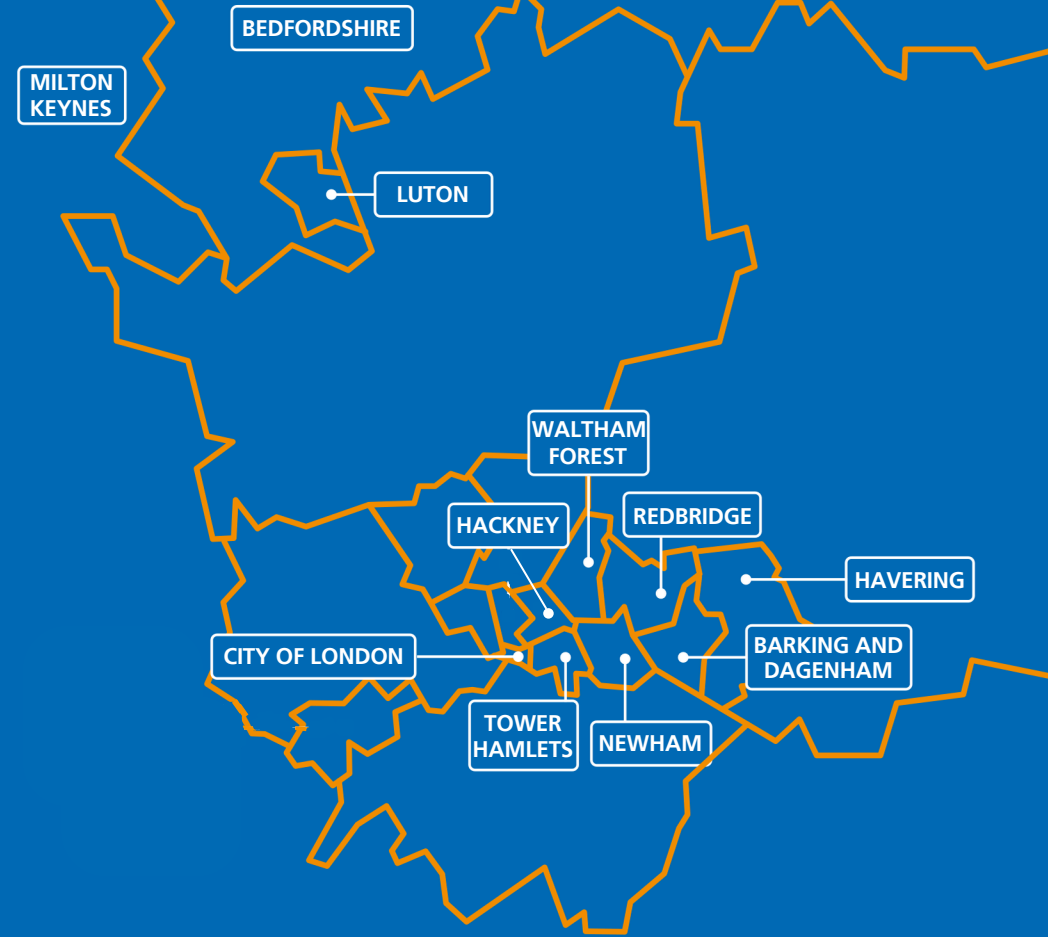 BEDFORDSHIRE
MILTON
KEYNES
LUTON
WALTHAM
FOREST
HACKNEY
REDBRIDGE
HAVERING
CITY OF LONDON
BARKING AND
DAGENHAM
TOWER
HAMLETS
NEWHAM